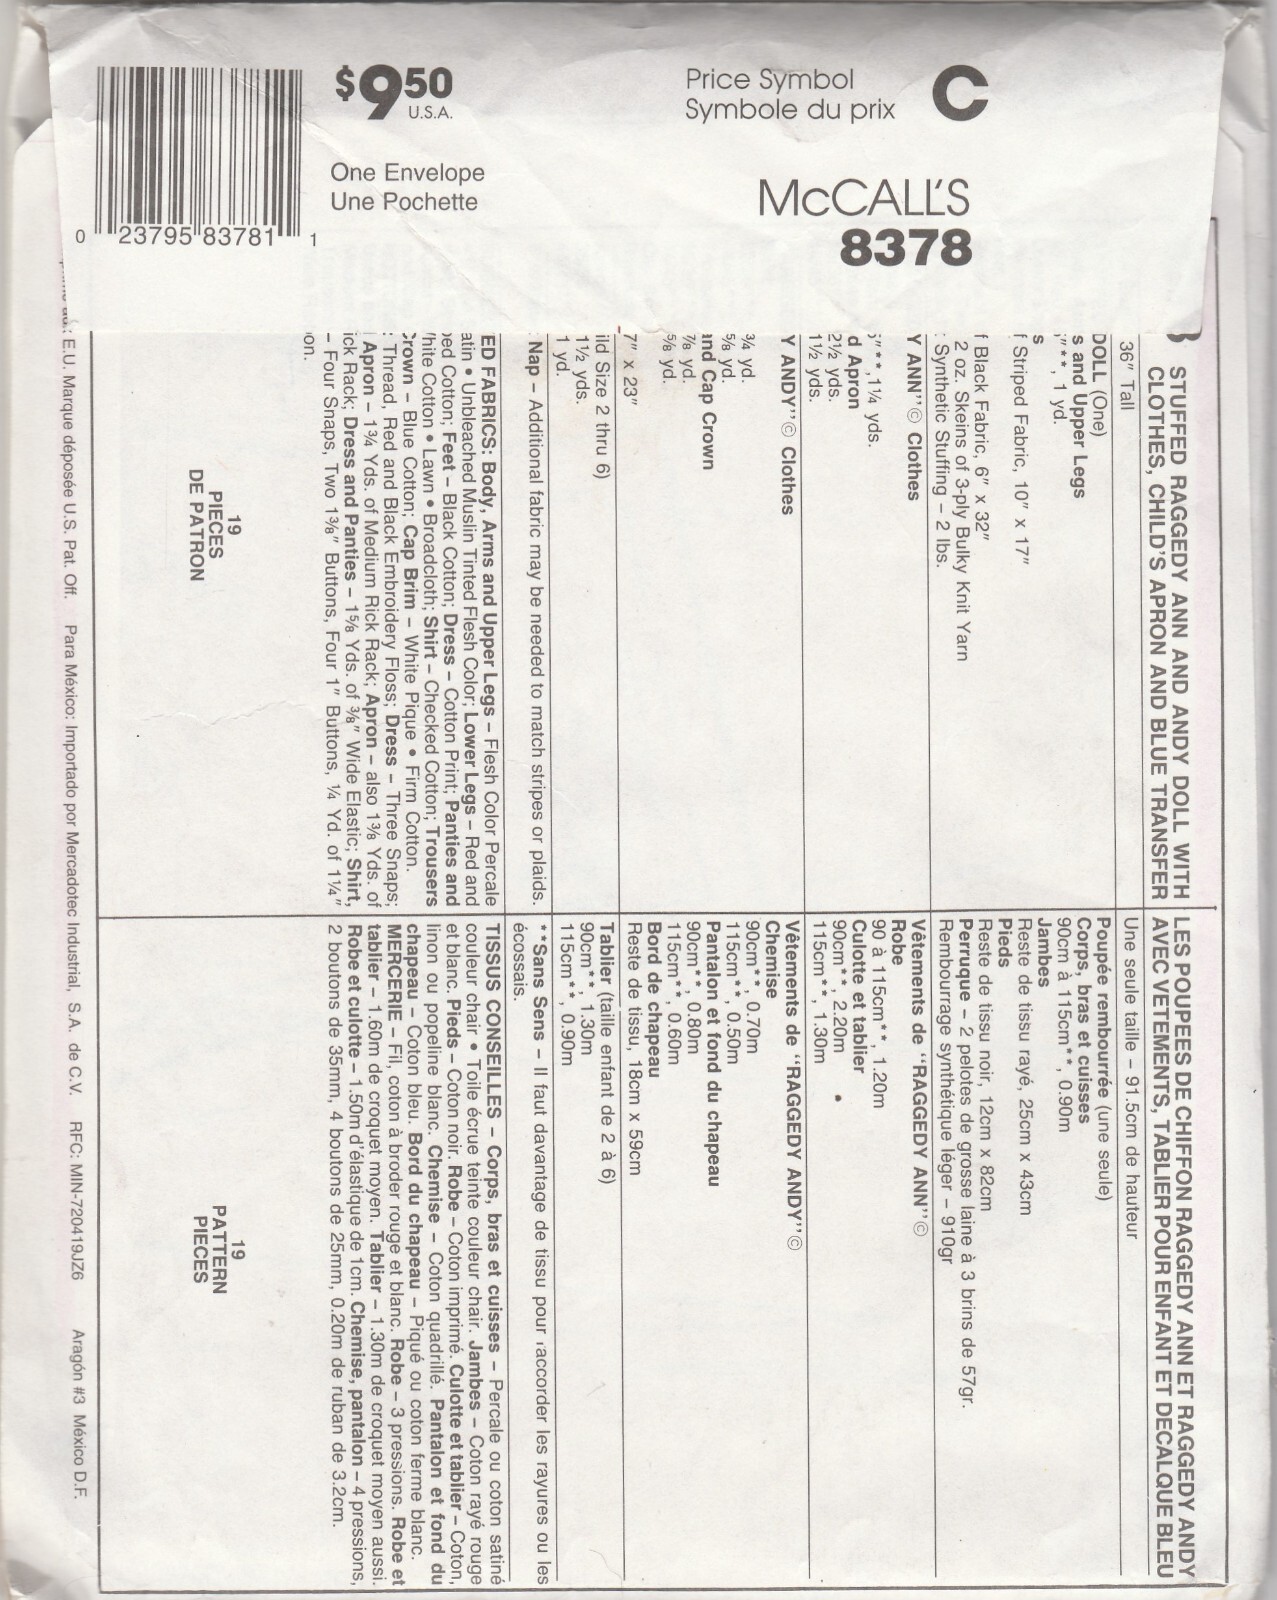 $9.50
U.S.A.
One Envelope
Une Pochette
Price Symbol
Symbole du prix
C
McCALL'S
8378
0 23795 83781 1
STUFFED RAGGEDY ANN AND ANDY DOLL WITH
CLOTHES, CHILD'S APRON AND BLUE TRANSFER
36" Tall
DOLL (One)
s and Upper Legs
"**, 1 yd.
s
f Striped Fabric, 10" x 17"
f Black Fabric, 6" x 32"
2 oz. Skeins of 3-ply Bulky Knit Yarn
: Synthetic Stuffing – 2 lbs.
Y ANN"© Clothes
"**, 1¼ yds.
d Apron
2½ yds.
1½ yds.
Y ANDY"© Clothes
¾ yd.
⅝ yd.
and Cap Crown
⅞ yd.
⅝ yd.
7" x 23"
ild Size 2 thru 6)
1½ yds.
1 yd.
: Nap – Additional fabric may be needed to match stripes or plaids.
ED FABRICS: Body, Arms and Upper Legs – Flesh Color Percale
atin • Unbleached Muslin Tinted Flesh Color; Lower Legs – Red and
ped Cotton; Feet – Black Cotton; Dress – Cotton Print; Panties and
hite Cotton • Lawn • Broadcloth; Shirt – Checked Cotton; Trousers
Crown – Blue Cotton; Cap Brim – White Pique • Firm Cotton.
: Thread, Red and Black Embroidery Floss; Dress – Three Snaps;
Apron – 1¾ Yds. of Medium Rick Rack; Apron – also 1⅜ Yds. of
ick Rack; Dress and Panties – 1⅝ Yds. of ⅜" Wide Elastic; Shirt,
– Four Snaps, Two 1⅜" Buttons, Four 1" Buttons, ¼ Yd. of 1¼"
on.
19
PIECES
DE PATRON
LES POUPEES DE CHIFFON RAGGEDY ANN ET RAGGEDY ANDY
AVEC VETEMENTS, TABLIER POUR ENFANT ET DECALQUE BLEU
Une seule taille – 91.5cm de hauteur
Poupée rembourrée (une seule)
Corps, bras et cuisses
90cm à 115cm**, 0.90m
Jambes
Reste de tissu rayé, 25cm x 43cm
Pieds
Reste de tissu noir, 12cm x 82cm
Perruque – 2 pelotes de grosse laine à 3 brins de 57gr.
Rembourrage synthétique léger – 910gr
Vêtements de "RAGGEDY ANN"©
Robe
90 à 115cm**, 1.20m
Culotte et tablier
90cm**, 2.20m
115cm**, 1.30m
Vêtements de "RAGGEDY ANDY"©
Chemise
90cm**, 0.70m
115cm**, 0.50m
Pantalon et fond du chapeau
90cm**, 0.80m
115cm**, 0.60m
Bord de chapeau
Reste de tissu, 18cm x 59cm
Tablier (taille enfant de 2 à 6)
90cm**, 1.30m
115cm**, 0.90m
**Sans Sens – Il faut davantage de tissu pour raccorder les rayures ou les
écossais.
TISSUS CONSEILLES – Corps, bras et cuisses – Percale ou coton satiné
couleur chair • Toile écrue teinte couleur chair. Jambes – Coton rayé rouge
et blanc. Pieds – Coton noir. Robe – Coton imprimé. Culotte et tablier – Coton,
linon ou popeline blanc. Chemise – Coton quadrillé. Pantalon et fond du
chapeau – Coton bleu. Bord du chapeau – Piqué ou coton ferme blanc.
MERCERIE – Fil, coton à broder rouge et blanc. Robe – 3 pressions. Robe et
tablier – 1.60m de croquet moyen. Tablier – 1.30m de croquet moyen aussi.
Robe et culotte – 1.50m d'élastique de 1cm. Chemise, pantalon – 4 pressions,
2 boutons de 35mm, 4 boutons de 25mm, 0.20m de ruban de 3.2cm.
19
PATTERN
PIECES
: E.U. Marque déposée U.S. Pat. Off. Para México: Importado por Mercadotec Industrial, S.A. de C.V. RFC: MIN-720419JZ6 Aragón #3 México D.F.